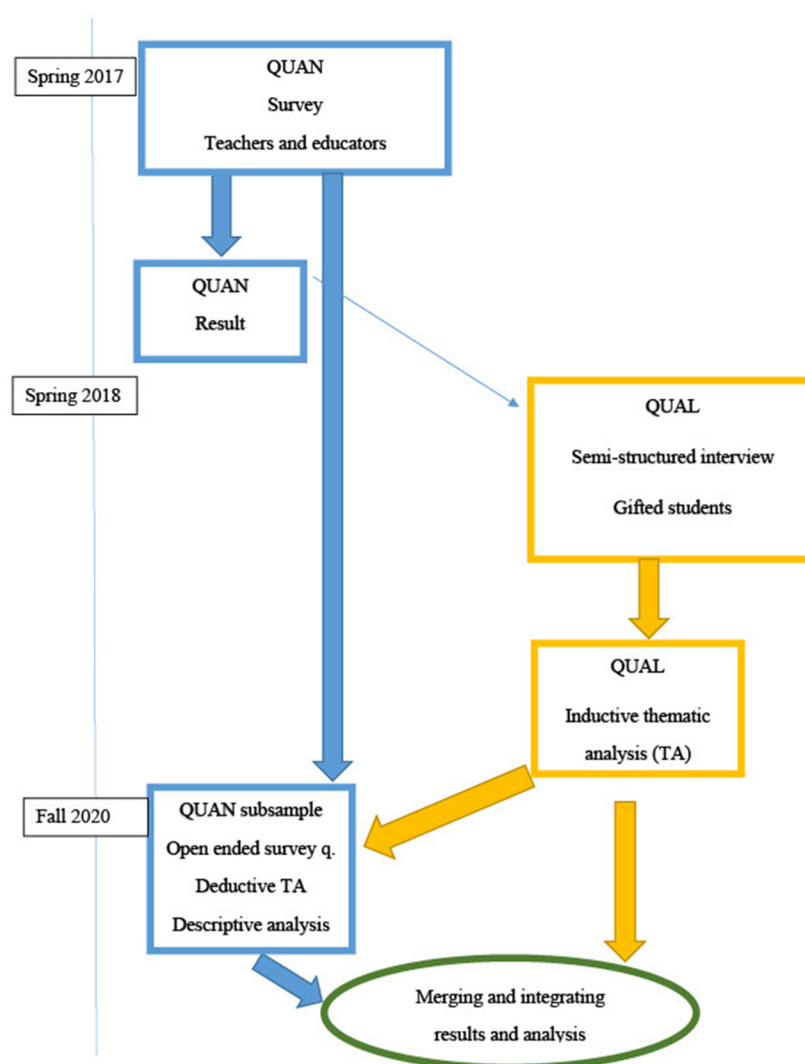 Spring 2017
QUAN
Survey
Teachers and educators
QUAN
Result
Spring 2018
QUAL
Semi-structured interview
Gifted students
QUAL
Inductive thematic
analysis (TA)
Fall 2020
QUAN subsample
Open ended survey q.
Deductive TA
Descriptive analysis
Merging and integrating
results and analysis